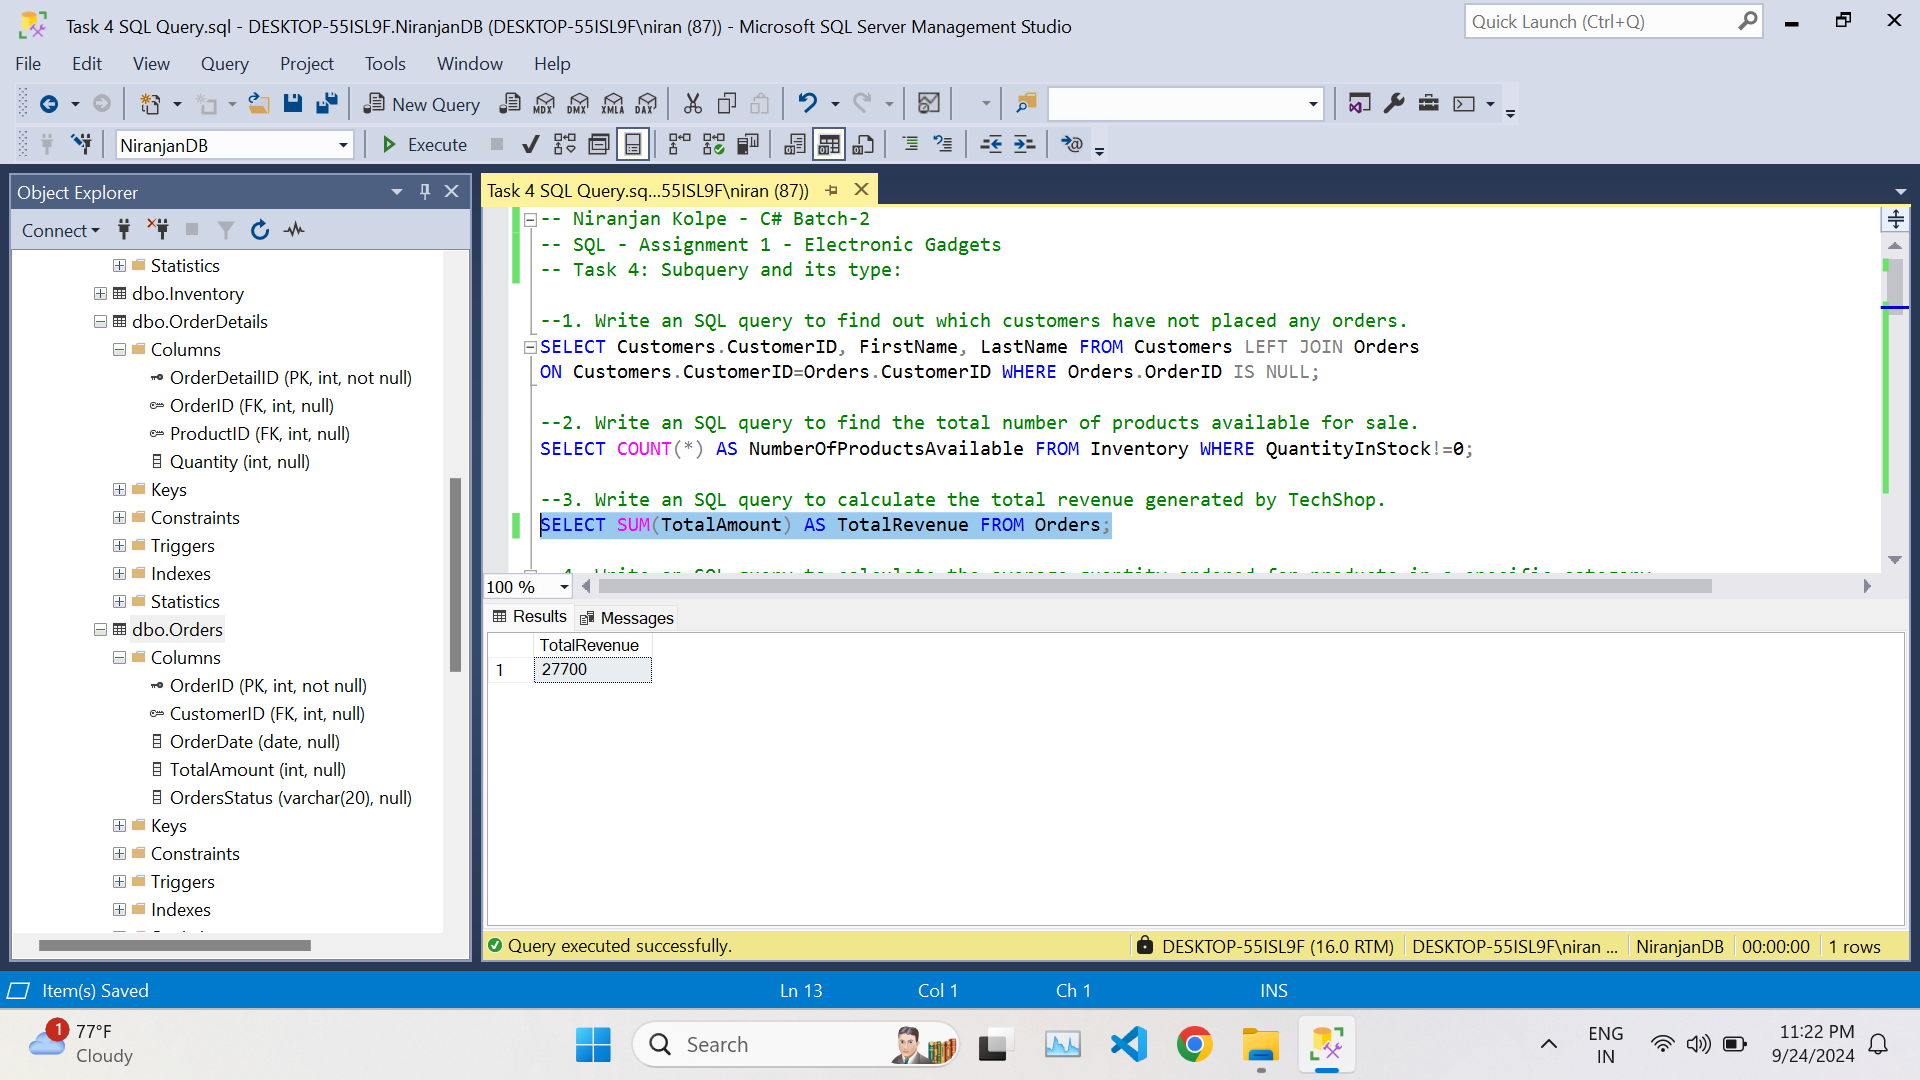 Task 4 SQL Query.sql - DESKTOP-55ISL9F.NiranjanDB (DESKTOP-55ISL9F\niran (87)) - Microsoft SQL Server Management Studio
Quick Launch (Ctrl+Q)
File Edit View Query Project Tools Window Help
New Query MDX DMX XMLA DAX
NiranjanDB Execute
Object Explorer
Connect
Statistics
dbo.Inventory
dbo.OrderDetails
Columns
OrderDetailID (PK, int, not null)
OrderID (FK, int, null)
ProductID (FK, int, null)
Quantity (int, null)
Keys
Constraints
Triggers
Indexes
Statistics
dbo.Orders
Columns
OrderID (PK, int, not null)
CustomerID (FK, int, null)
OrderDate (date, null)
TotalAmount (int, null)
OrdersStatus (varchar(20), null)
Keys
Constraints
Triggers
Indexes
Task 4 SQL Query.sq...55ISL9F\niran (87))
-- Niranjan Kolpe - C# Batch-2
-- SQL - Assignment 1 - Electronic Gadgets
-- Task 4: Subquery and its type:
--1. Write an SQL query to find out which customers have not placed any orders.
SELECT Customers.CustomerID, FirstName, LastName FROM Customers LEFT JOIN Orders
ON Customers.CustomerID=Orders.CustomerID WHERE Orders.OrderID IS NULL;
--2. Write an SQL query to find the total number of products available for sale.
SELECT COUNT(*) AS NumberOfProductsAvailable FROM Inventory WHERE QuantityInStock!=0;
--3. Write an SQL query to calculate the total revenue generated by TechShop.
SELECT SUM(TotalAmount) AS TotalRevenue FROM Orders;
100 %
Results Messages
TotalRevenue
1 27700
Query executed successfully. DESKTOP-55ISL9F (16.0 RTM) DESKTOP-55ISL9F\niran ... NiranjanDB 00:00:00 1 rows
Item(s) Saved Ln 13 Col 1 Ch 1 INS
1 77°F
Cloudy
Search
ENG
IN
11:22 PM
9/24/2024